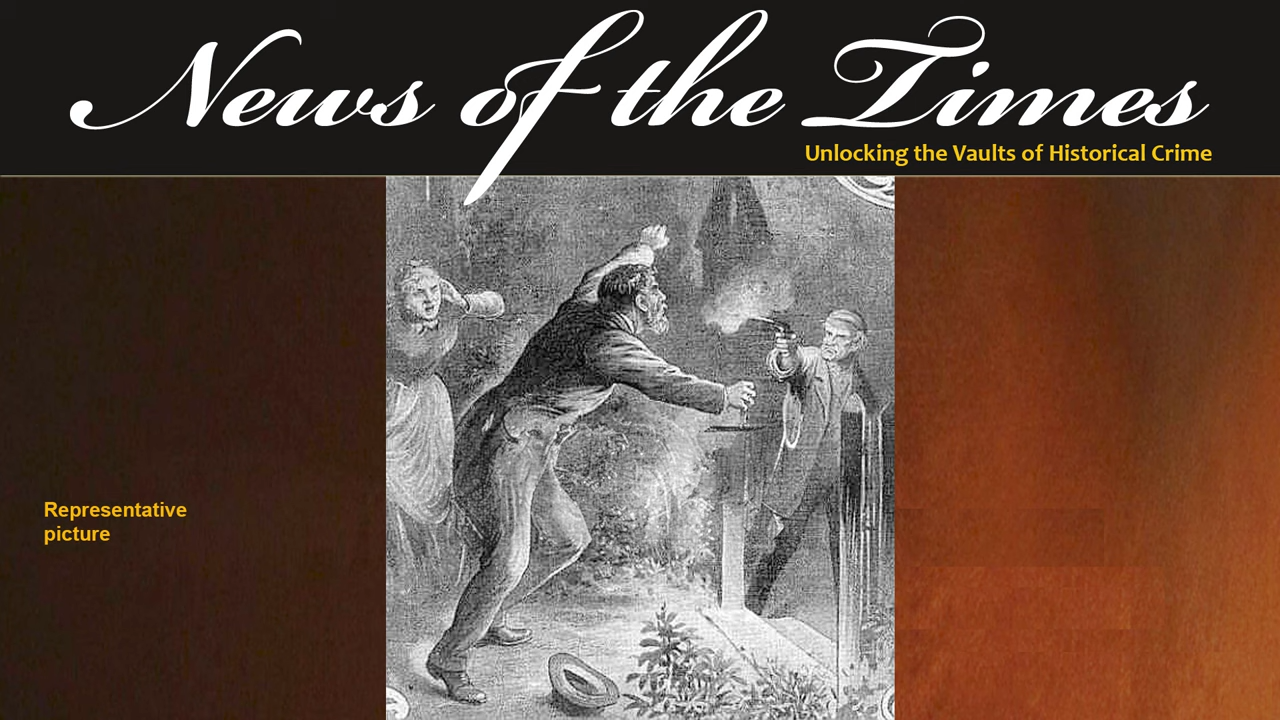 News of the Times
Unlocking the Vaults of Historical Crime
Representative
picture